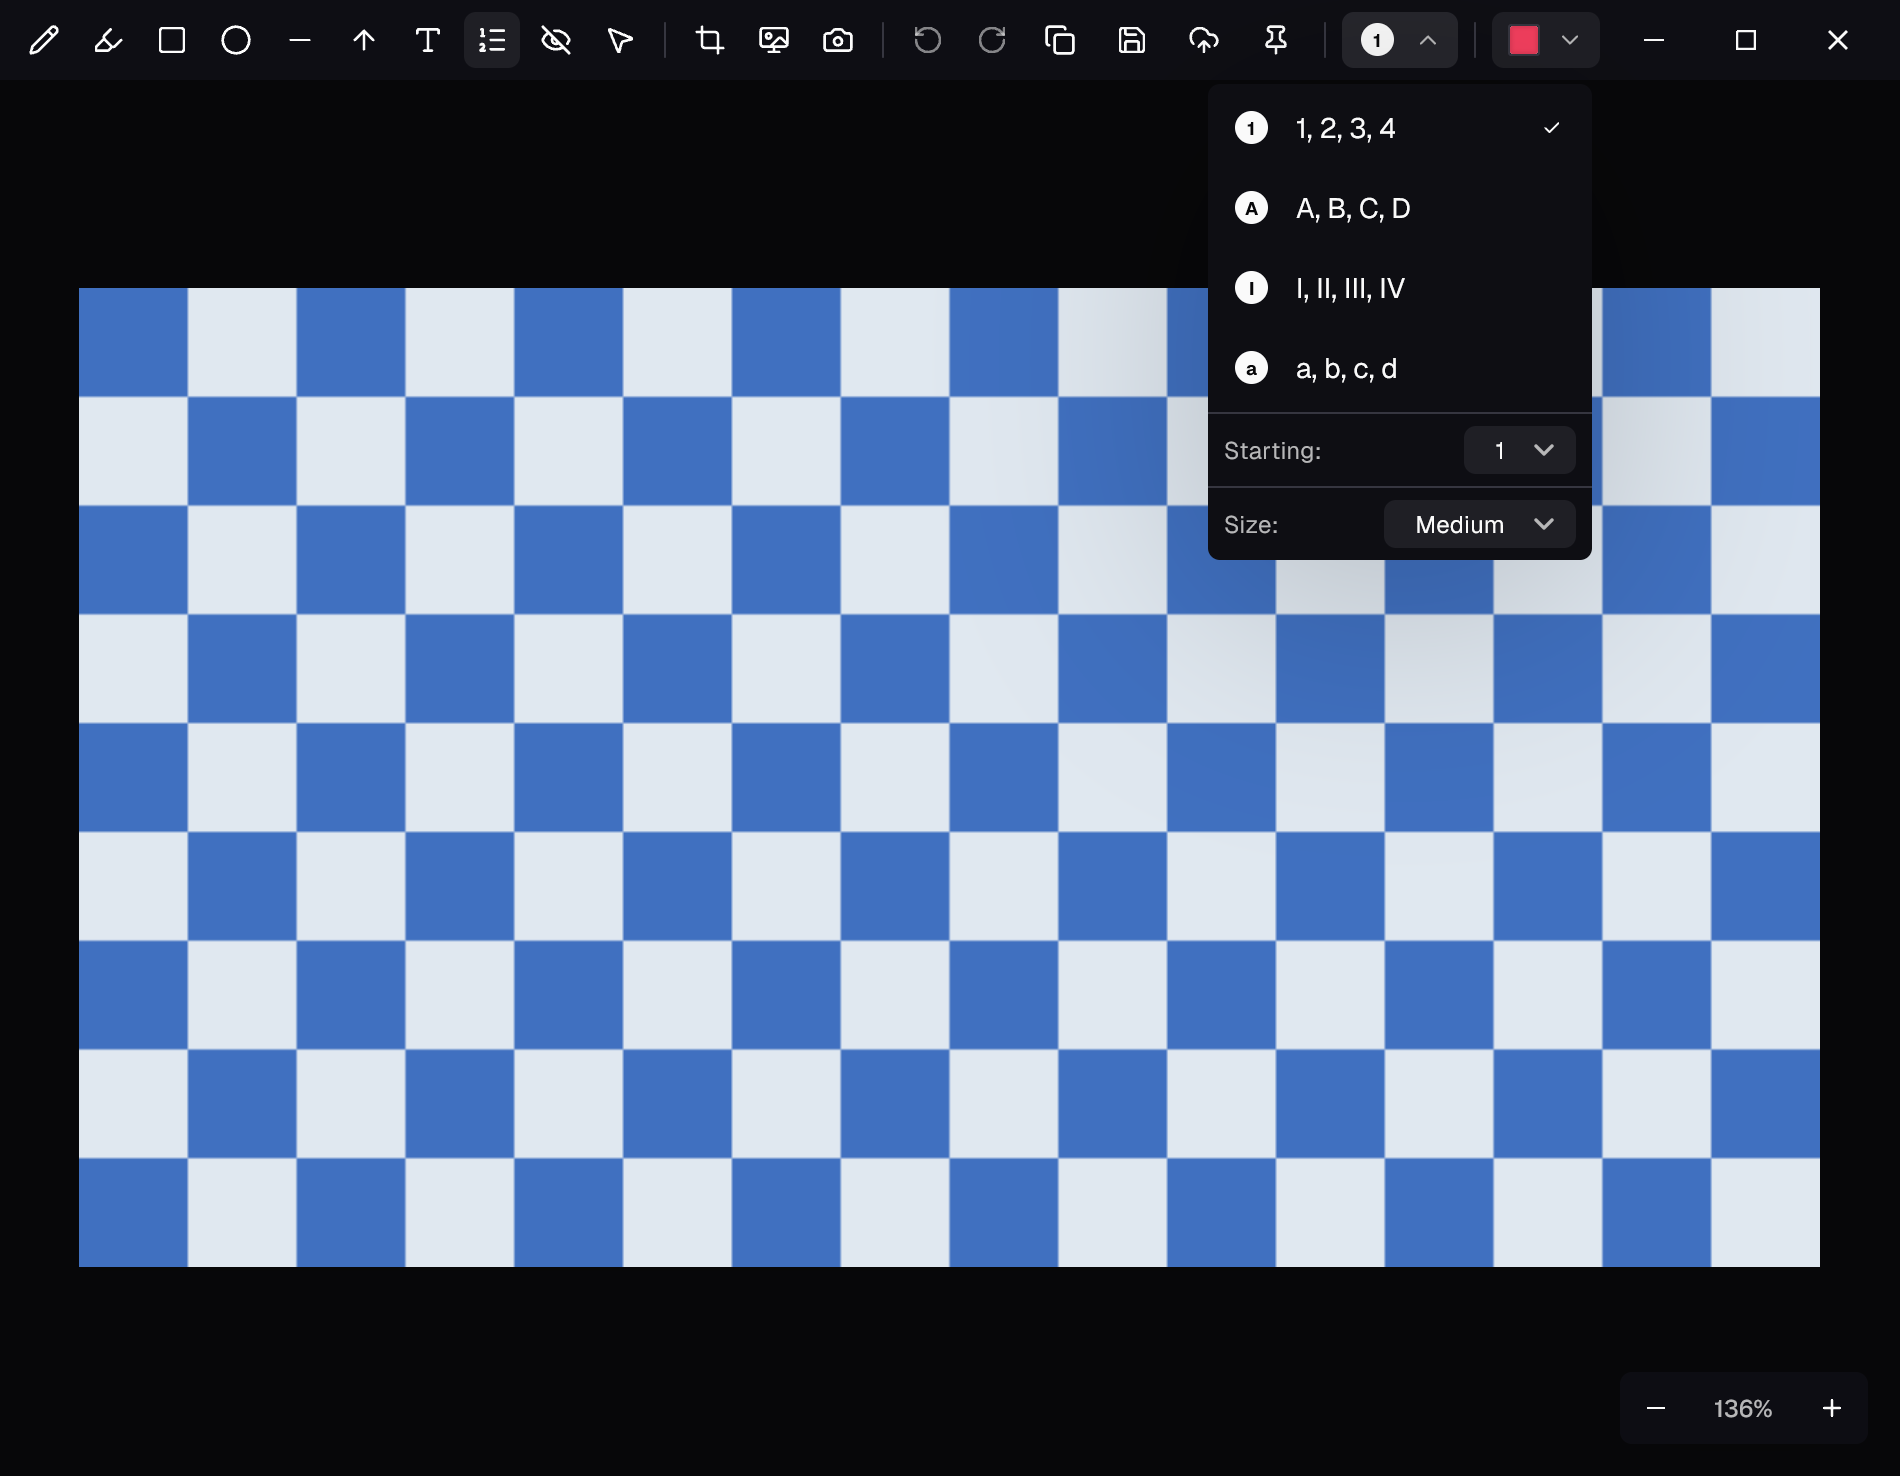 1
1 1, 2, 3, 4
A A, B, C, D
I I, II, III, IV
a a, b, c, d
Starting: 1
Size: Medium
136%